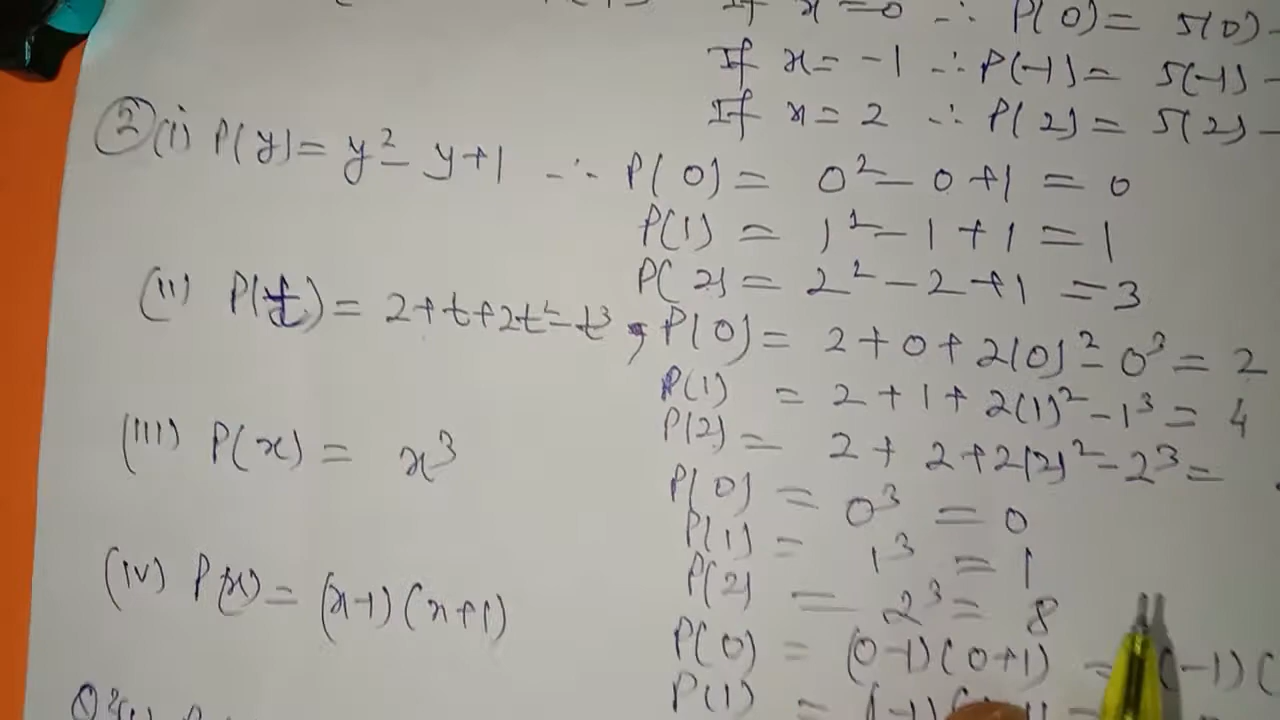 If x = 0 ∴ P(0) = 5(0) -
If x = -1 ∴ P(-1) = 5(-1) -
If x = 2 ∴ P(2) = 5(2) -
② (i) P(y) = y² - y + 1 ∴ P(0) = 0² - 0 + 1 = 0
P(1) = 1² - 1 + 1 = 1
P(2) = 2² - 2 + 1 = 3
(ii) P(t) = 2 + t + 2t² - t³, P(0) = 2 + 0 + 2(0)² - 0³ = 2
P(1) = 2 + 1 + 2(1)² - 1³ = 4
P(2) = 2 + 2 + 2(2)² - 2³ =
(iii) P(x) = x³
P(0) = 0³ = 0
P(1) = 1³ = 1
P(2) = 2³ = 8
(iv) P(x) = (x-1)(x+1)
P(0) = (0-1)(0+1) = (-1)(
P(1) =